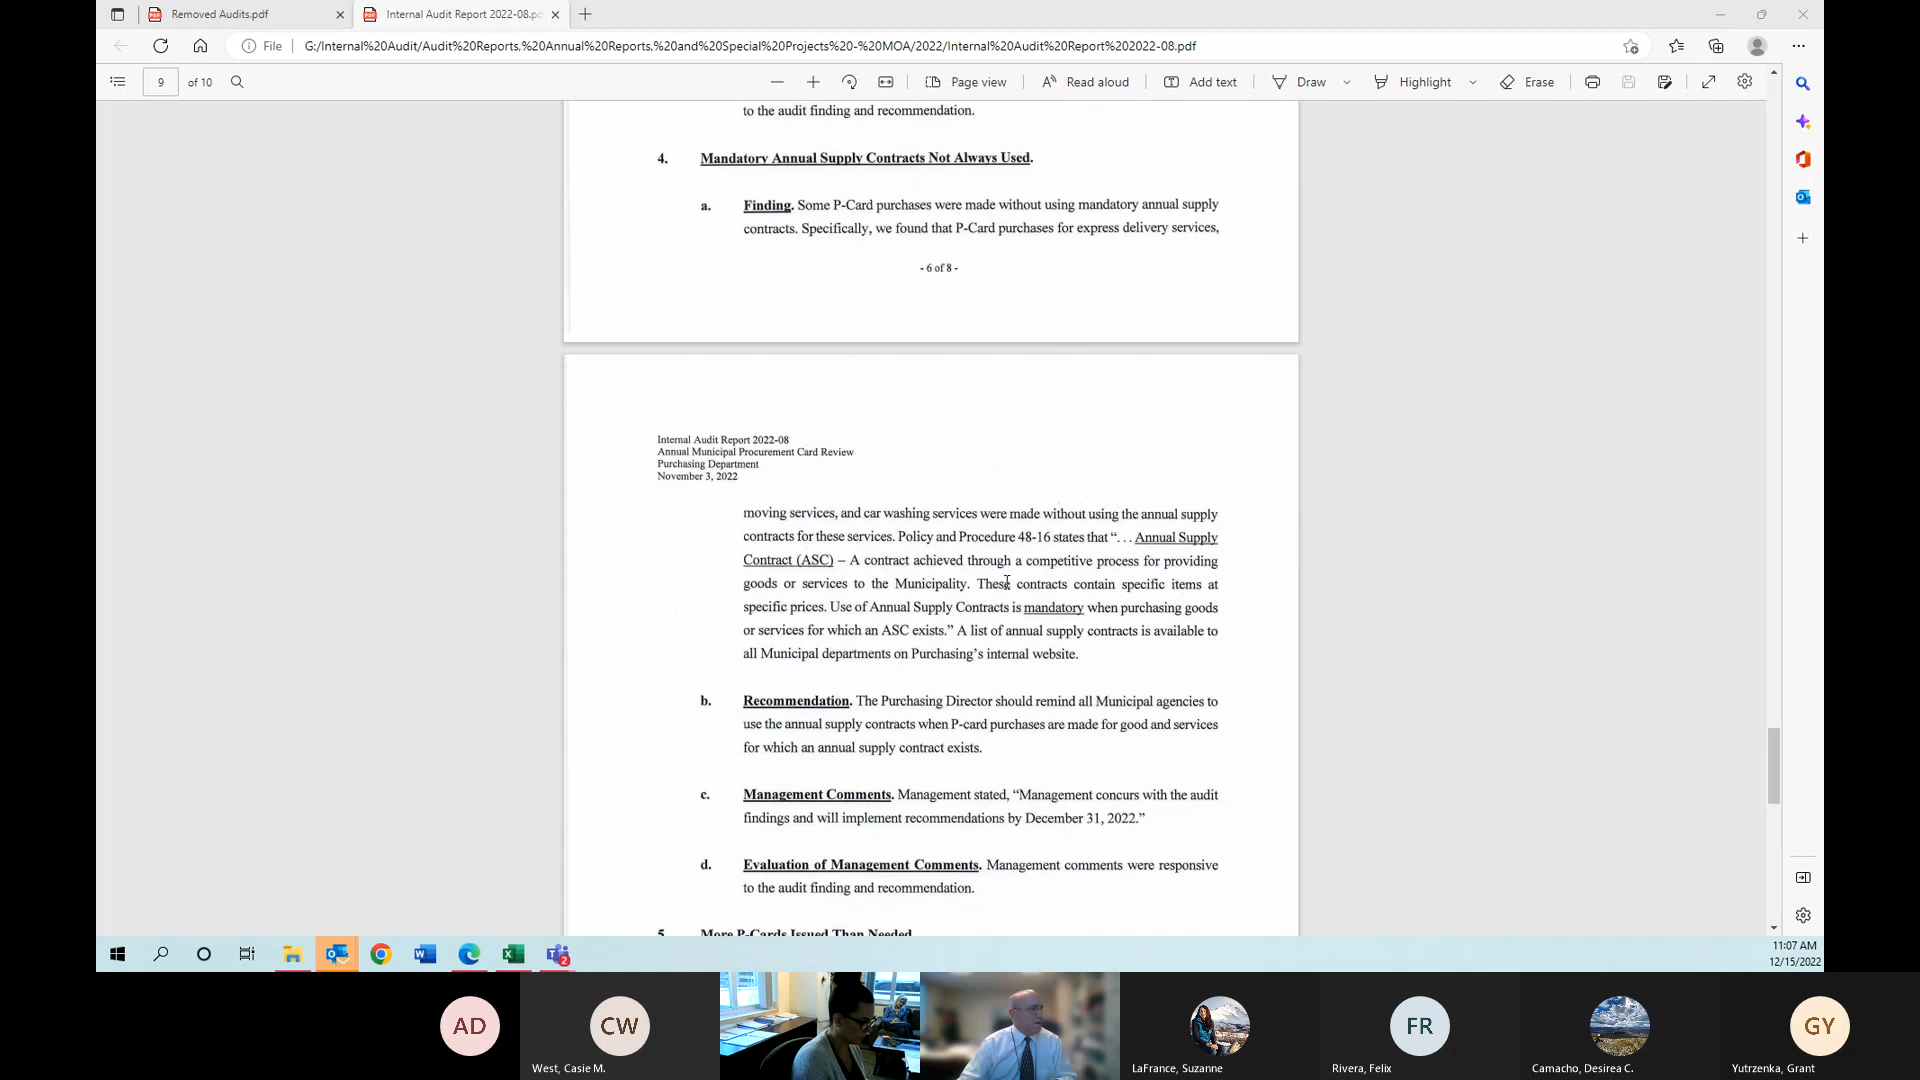 Removed Audits.pdf
Internal Audit Report 2022-08.pd
File
G:/Internal%20Audit/Audit%20Reports,%20Annual%20Reports,%20and%20Special%20Projects%20-%20MOA/2022/Internal%20Audit%20Report%202022-08.pdf
9 of 10
Page view
Read aloud
Add text
Draw
Highlight
Erase
to the audit finding and recommendation.
4. Mandatory Annual Supply Contracts Not Always Used.
a. Finding. Some P-Card purchases were made without using mandatory annual supply
contracts. Specifically, we found that P-Card purchases for express delivery services,
- 6 of 8 -
Internal Audit Report 2022-08
Annual Municipal Procurement Card Review
Purchasing Department
November 3, 2022
moving services, and car washing services were made without using the annual supply
contracts for these services. Policy and Procedure 48-16 states that “. . . Annual Supply
Contract (ASC) – A contract achieved through a competitive process for providing
goods or services to the Municipality. These contracts contain specific items at
specific prices. Use of Annual Supply Contracts is mandatory when purchasing goods
or services for which an ASC exists.” A list of annual supply contracts is available to
all Municipal departments on Purchasing’s internal website.
b. Recommendation. The Purchasing Director should remind all Municipal agencies to
use the annual supply contracts when P-card purchases are made for good and services
for which an annual supply contract exists.
c. Management Comments. Management stated, “Management concurs with the audit
findings and will implement recommendations by December 31, 2022.”
d. Evaluation of Management Comments. Management comments were responsive
to the audit finding and recommendation.
5. More P-Cards Issued Than Needed.
2
11:07 AM
12/15/2022
AD
CW
FR
GY
West, Casie M.
LaFrance, Suzanne
Rivera, Felix
Camacho, Desirea C.
Yutrzenka, Grant